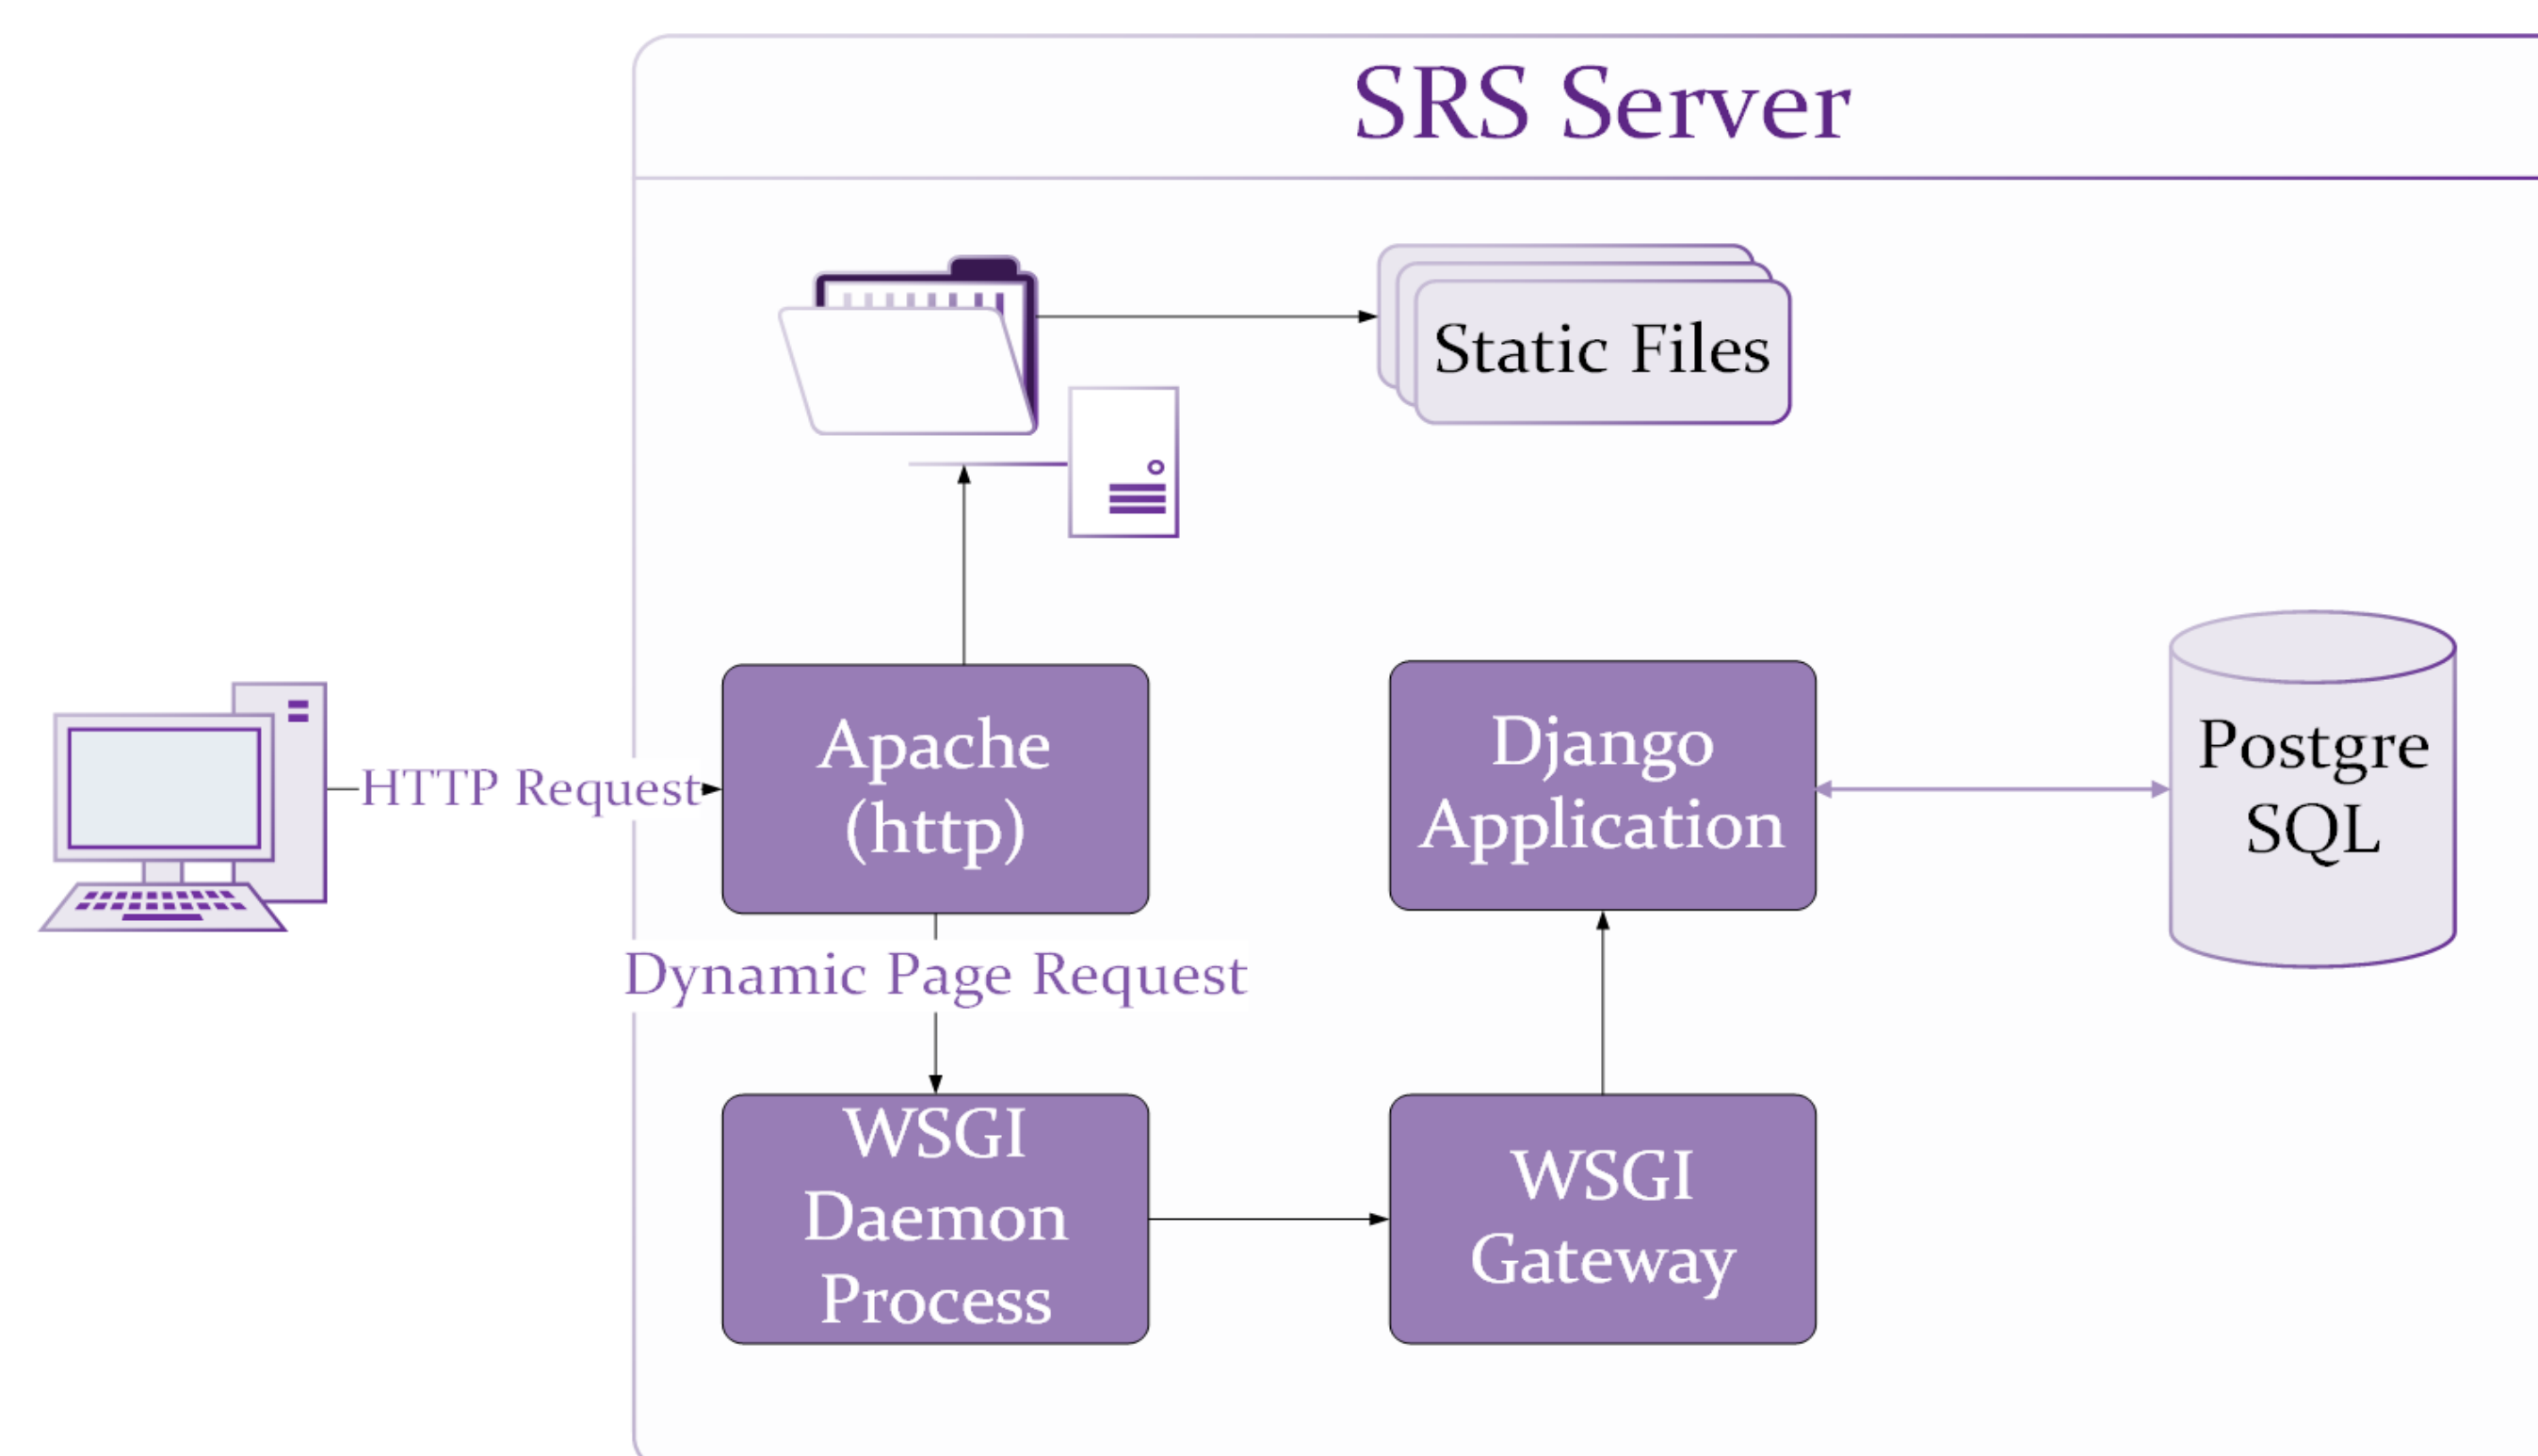 SRS Server
Static Files
HTTP Request
Apache
(http)
Django
Application
Postgre
SQL
Dynamic Page Request
WSGI
Daemon
Process
WSGI
Gateway